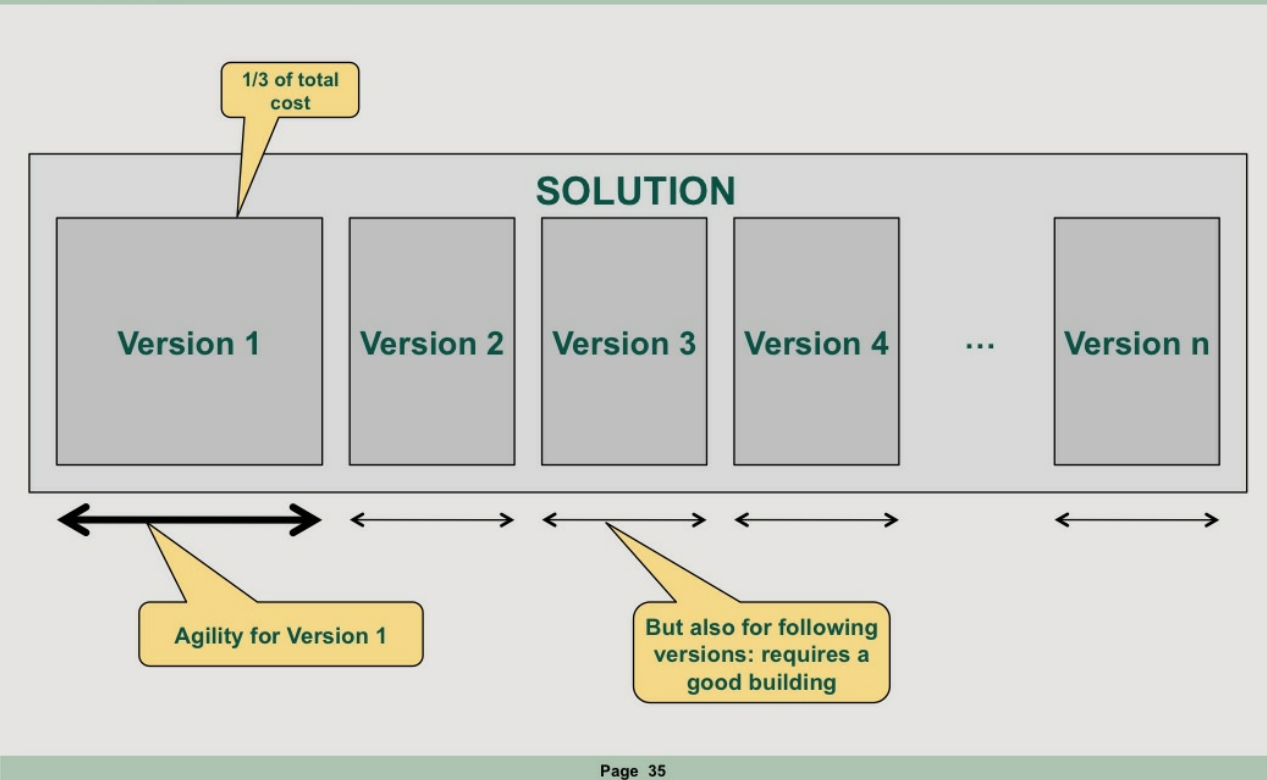 1/3 of total
cost
SOLUTION
Version 1
Version 2
Version 3
Version 4
...
Version n
Agility for Version 1
But also for following
versions: requires a
good building
Page 35